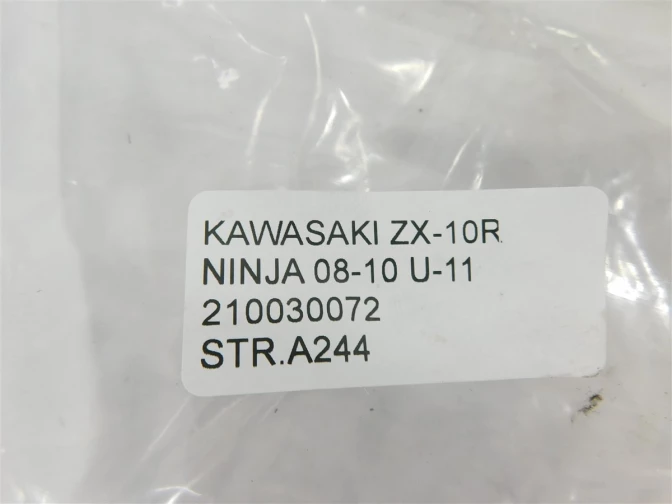 KAWASAKI ZX-10R
NINJA 08-10 U-11
210030072
STR.A244